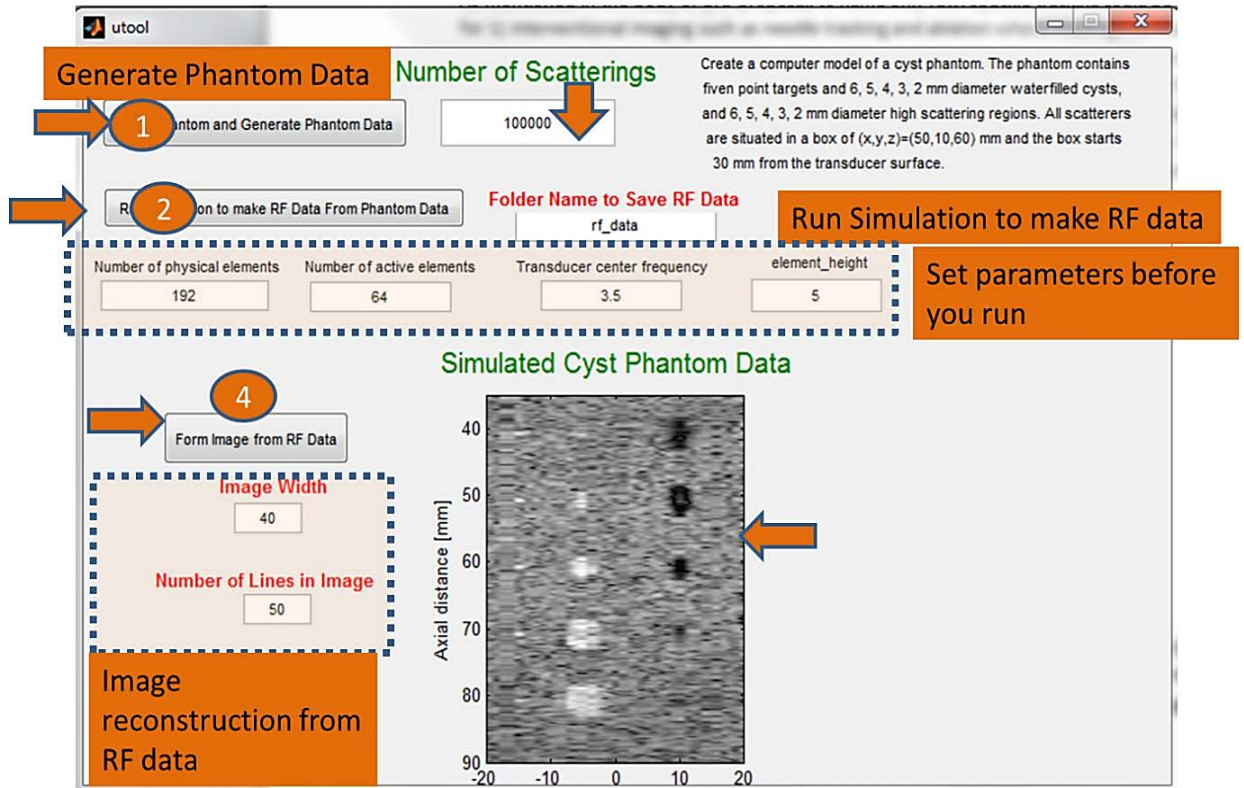 utool
Generate Phantom Data
Number of Scatterings
Create a computer model of a cyst phantom. The phantom contains
fiven point targets and 6, 5, 4, 3, 2 mm diameter waterfilled cysts,
and 6, 5, 4, 3, 2 mm diameter high scattering regions. All scatterers
are situated in a box of (x,y,z)=(50,10,60) mm and the box starts
30 mm from the transducer surface.
1
and Generate Phantom Data
100000
2
to make RF Data From Phantom Data
Folder Name to Save RF Data
rf_data
Run Simulation to make RF data
Number of physical elements
192
Number of active elements
64
Transducer center frequency
3.5
element_height
5
Set parameters before
you run
Simulated Cyst Phantom Data
4
Form Image from RF Data
Image Width
40
Number of Lines in Image
50
Image
reconstruction from
RF data
Axial distance [mm]
40
50
60
70
80
90
-20 -10 0 10 20